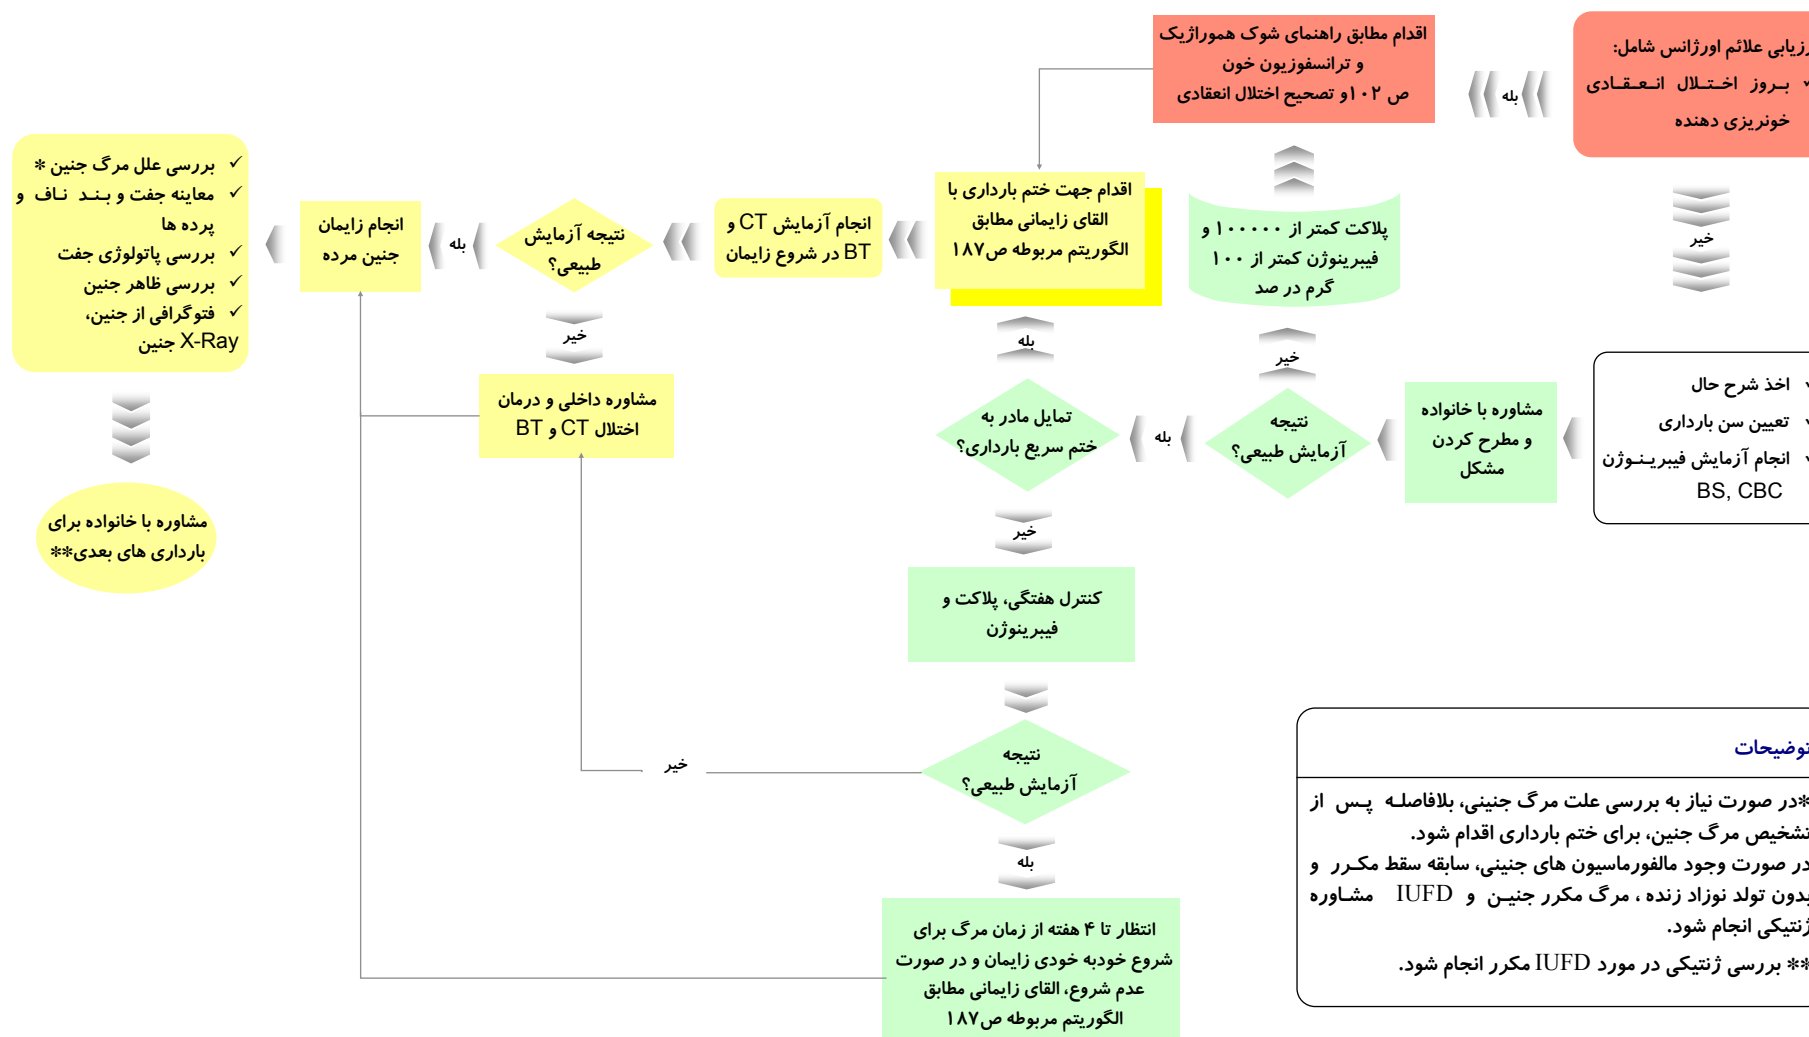 رزیابی علائم اورژانس شامل:
✓ بروز اختلال انعقادی
خونریزی دهنده
بله
اقدام مطابق راهنمای شوک هموراژیک
و ترانسفوزیون خون
ص ۱۰۲و تصحیح اختلال انعقادی
خیر
✓ اخذ شرح حال
✓ تعیین سن بارداری
✓ انجام آزمایش فیبرینوژن
BS, CBC
مشاوره با خانواده
و مطرح کردن
مشکل
نتیجه
آزمایش طبیعی؟
خیر
پلاکت کمتر از ۱۰۰۰۰۰ و
فیبرینوژن کمتر از ۱۰۰
گرم در صد
بله
تمایل مادر به
ختم سریع بارداری؟
بله
اقدام جهت ختم بارداری با
القای زایمانی مطابق
الگوریتم مربوطه ص۱۸۷
انجام آزمایش CT و
BT در شروع زایمان
نتیجه آزمایش
طبیعی؟
بله
انجام زایمان
جنین مرده
✓ بررسی علل مرگ جنین *
✓ معاینه جفت و بند ناف و
پرده ها
✓ بررسی پاتولوژی جفت
✓ بررسی ظاهر جنین
✓ فتوگرافی از جنین،
X-Ray جنین
مشاوره با خانواده برای
بارداری های بعدی**
خیر
مشاوره داخلی و درمان
اختلال CT و BT
خیر
کنترل هفتگی، پلاکت و
فیبرینوژن
نتیجه
آزمایش طبیعی؟
خیر
بله
انتظار تا ۴ هفته از زمان مرگ برای
شروع خودبه خودی زایمان و در صورت
عدم شروع، القای زایمانی مطابق
الگوریتم مربوطه ص۱۸۷
توضیحات
*در صورت نیاز به بررسی علت مرگ جنینی، بلافاصله پس از
تشخیص مرگ جنین، برای ختم بارداری اقدام شود.
در صورت وجود مالفورماسیون های جنینی، سابقه سقط مکرر و
بدون تولد نوزاد زنده ، مرگ مکرر جنین و IUFD مشاوره
ژنتیکی انجام شود.
** بررسی ژنتیکی در مورد IUFD مکرر انجام شود.